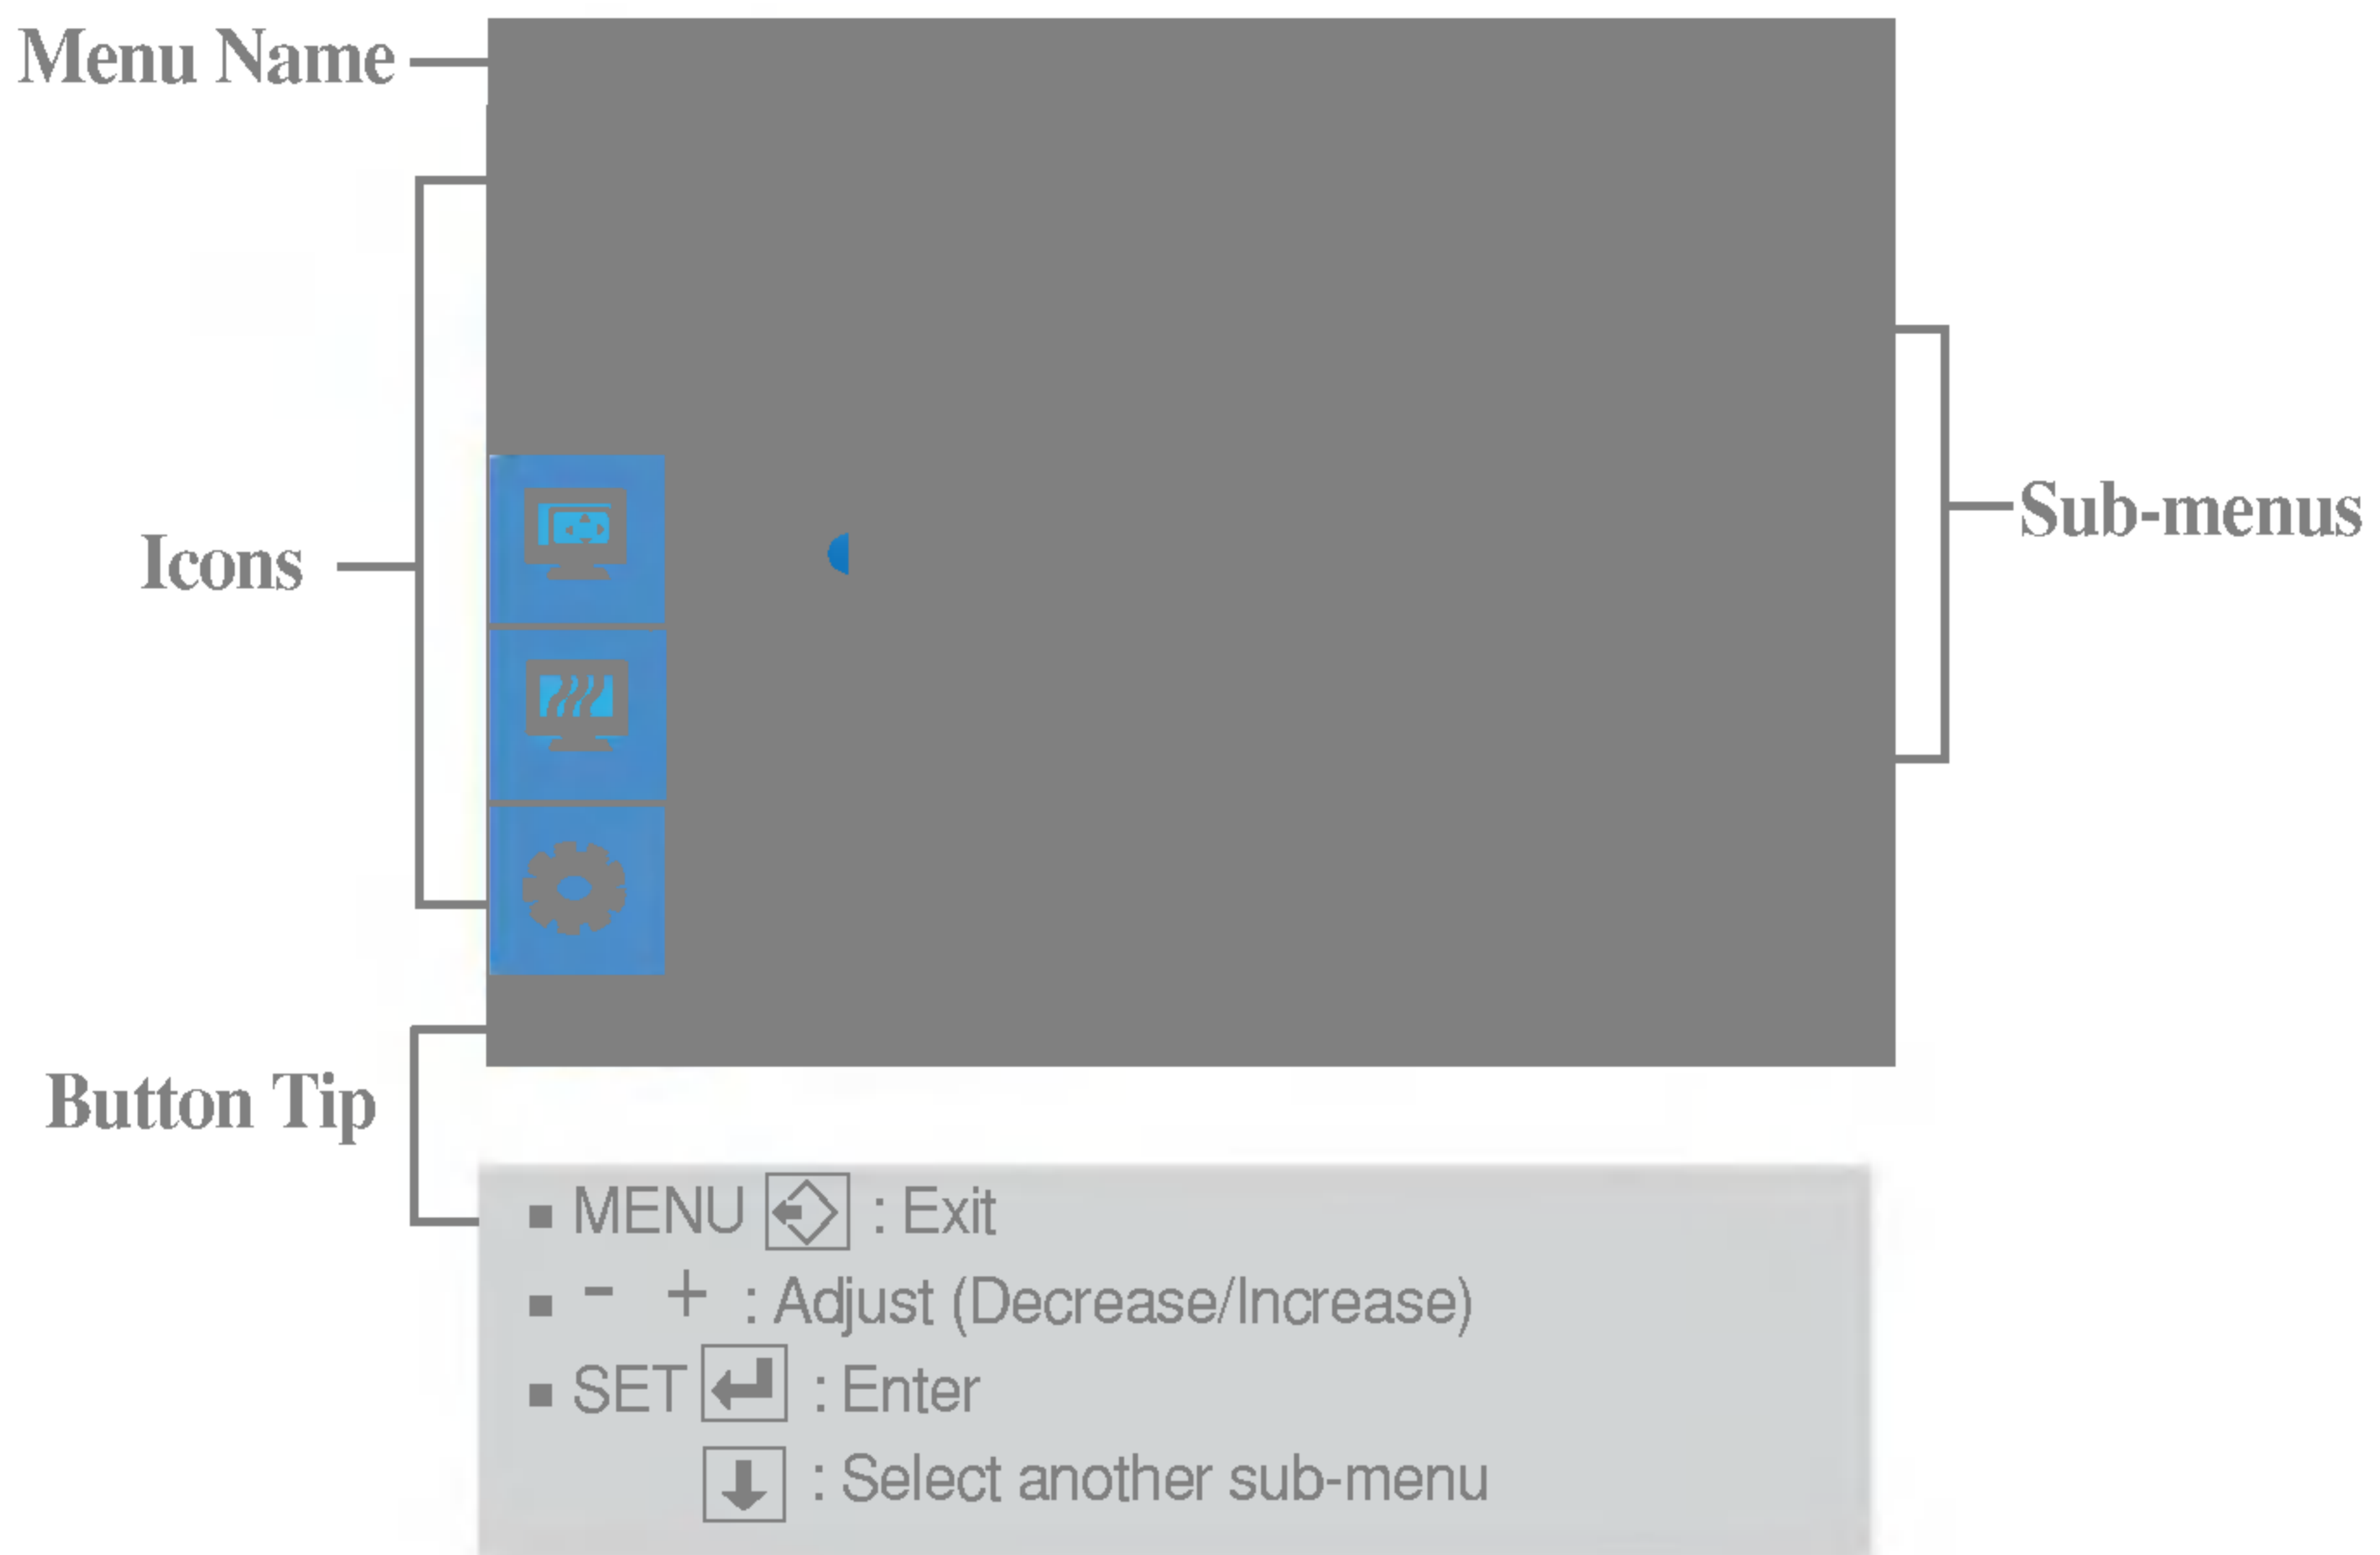 Menu Name
Icons
Sub-menus
Button Tip
■ MENU : Exit
■ - + : Adjust (Decrease/Increase)
■ SET : Enter
: Select another sub-menu